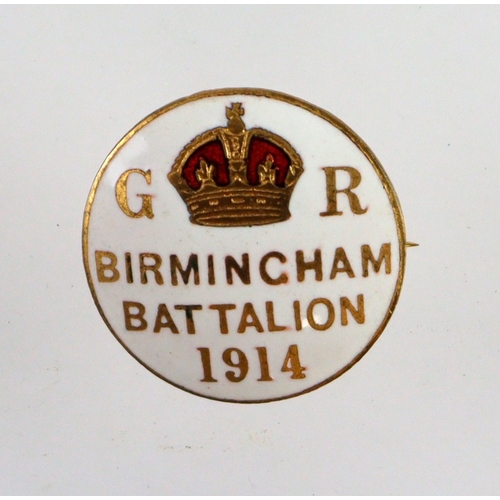 G R
BIRMINGHAM
BATTALION
1914